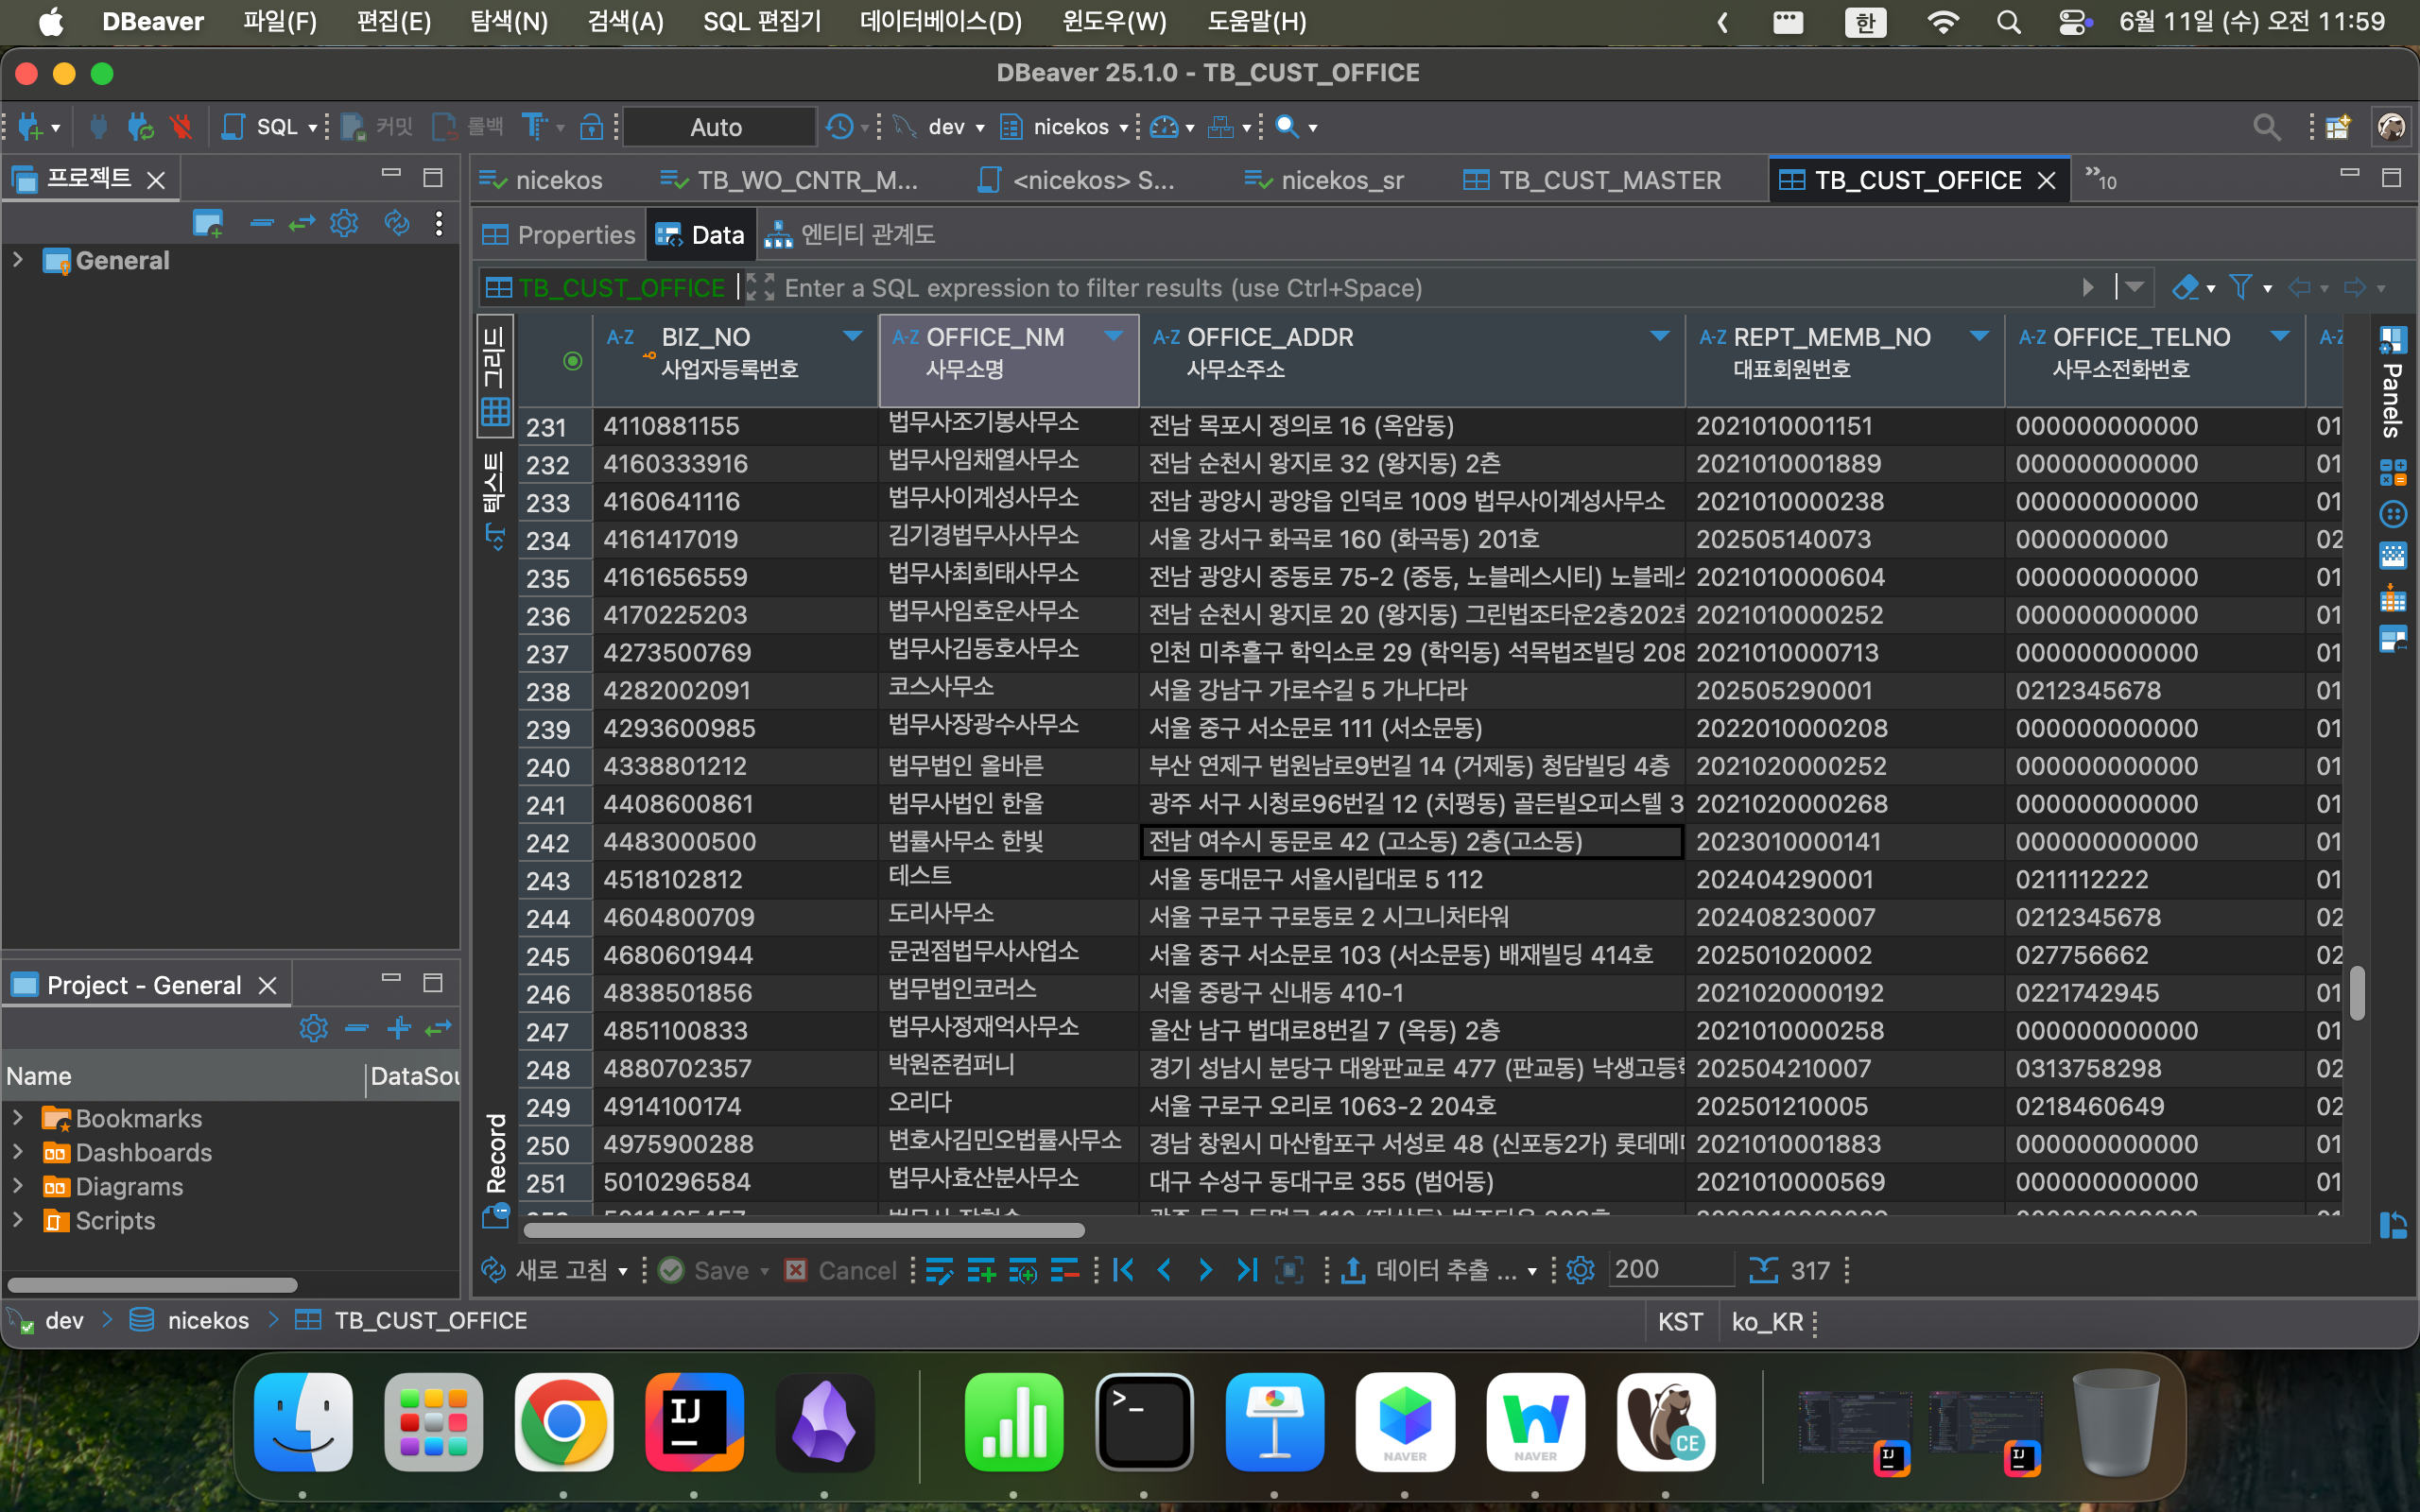 DBeaver 파일(F) 편집(E) 탐색(N) 검색(A) SQL 편집기 데이터베이스(D) 윈도우(W) 도움말(H) 한 6월 11일 (수) 오전 11:59
DBeaver 25.1.0 - TB_CUST_OFFICE
SQL 커밋 롤백 Auto dev nicekos
프로젝트
nicekos TB_WO_CNTR_M... <nicekos> S... nicekos_sr TB_CUST_MASTER TB_CUST_OFFICE »10
General
Properties Data 엔티티 관계도
TB_CUST_OFFICE Enter a SQL expression to filter results (use Ctrl+Space)
그리드
텍스트
Record
Panels
A-Z BIZ_NO A-Z OFFICE_NM A-Z OFFICE_ADDR A-Z REPT_MEMB_NO A-Z OFFICE_TELNO
사업자등록번호 사무소명 사무소주소 대표회원번호 사무소전화번호
231 4110881155 법무사조기봉사무소 전남 목포시 정의로 16 (옥암동) 2021010001151 000000000000 01
232 4160333916 법무사임채열사무소 전남 순천시 왕지로 32 (왕지동) 2츤 2021010001889 000000000000 01
233 4160641116 법무사이계성사무소 전남 광양시 광양읍 인덕로 1009 법무사이계성사무소 2021010000238 000000000000 01
234 4161417019 김기경법무사사무소 서울 강서구 화곡로 160 (화곡동) 201호 202505140073 0000000000 02
235 4161656559 법무사최희태사무소 전남 광양시 중동로 75-2 (중동, 노블레스시티) 노블레스 2021010000604 000000000000 01
236 4170225203 법무사임호운사무소 전남 순천시 왕지로 20 (왕지동) 그린법조타운2층202호 2021010000252 000000000000 01
237 4273500769 법무사김동호사무소 인천 미추홀구 학익소로 29 (학익동) 석목법조빌딩 208 2021010000713 000000000000 01
238 4282002091 코스사무소 서울 강남구 가로수길 5 가나다라 202505290001 0212345678 01
239 4293600985 법무사장광수사무소 서울 중구 서소문로 111 (서소문동) 2022010000208 000000000000 01
240 4338801212 법무법인 올바른 부산 연제구 법원남로9번길 14 (거제동) 청담빌딩 4층 2021020000252 000000000000 01
241 4408600861 법무사법인 한울 광주 서구 시청로96번길 12 (치평동) 골든빌오피스텔 3 2021020000268 000000000000 01
242 4483000500 법률사무소 한빛 전남 여수시 동문로 42 (고소동) 2층(고소동) 2023010000141 000000000000 01
243 4518102812 테스트 서울 동대문구 서울시립대로 5 112 202404290001 0211112222 01
244 4604800709 도리사무소 서울 구로구 구로동로 2 시그니처타워 202408230007 0212345678 02
245 4680601944 문권점법무사사업소 서울 중구 서소문로 103 (서소문동) 배재빌딩 414호 202501020002 027756662 02
246 4838501856 법무법인코러스 서울 중랑구 신내동 410-1 2021020000192 0221742945 01
247 4851100833 법무사정재억사무소 울산 남구 법대로8번길 7 (옥동) 2층 2021010000258 000000000000 01
248 4880702357 박원준컴퍼니 경기 성남시 분당구 대왕판교로 477 (판교동) 낙생고등학 202504210007 0313758298 02
249 4914100174 오리다 서울 구로구 오리로 1063-2 204호 202501210005 0218460649 02
250 4975900288 변호사김민오법률사무소 경남 창원시 마산합포구 서성로 48 (신포동2가) 롯데메디 2021010001883 000000000000 01
251 5010296584 법무사효산분사무소 대구 수성구 동대구로 355 (범어동) 2021010000569 000000000000 01
Project - General
Name DataSou
Bookmarks
Dashboards
Diagrams
Scripts
새로 고침 Save Cancel 데이터 추출 ... 200 317
dev nicekos TB_CUST_OFFICE KST ko_KR
IJ >_ NAVER NAVER CE IJ IJ